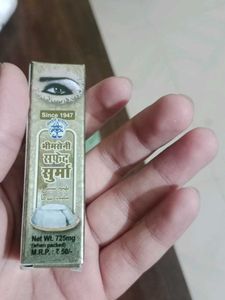 Since 1947
भीमसेनी
सफेद
सुर्मा
Net Wt. 725mg
(when packed)
M.R.P. : ₹ 50/-